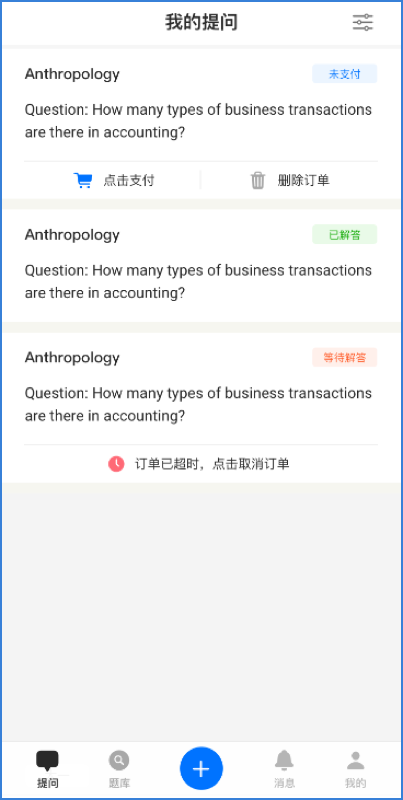 我的提问
Anthropology 未支付
Question: How many types of business transactions
are there in accounting?
点击支付 删除订单
Anthropology 已解答
Question: How many types of business transactions
are there in accounting?
Anthropology 等待解答
Question: How many types of business transactions
are there in accounting?
订单已超时，点击取消订单
提问 题库 消息 我的